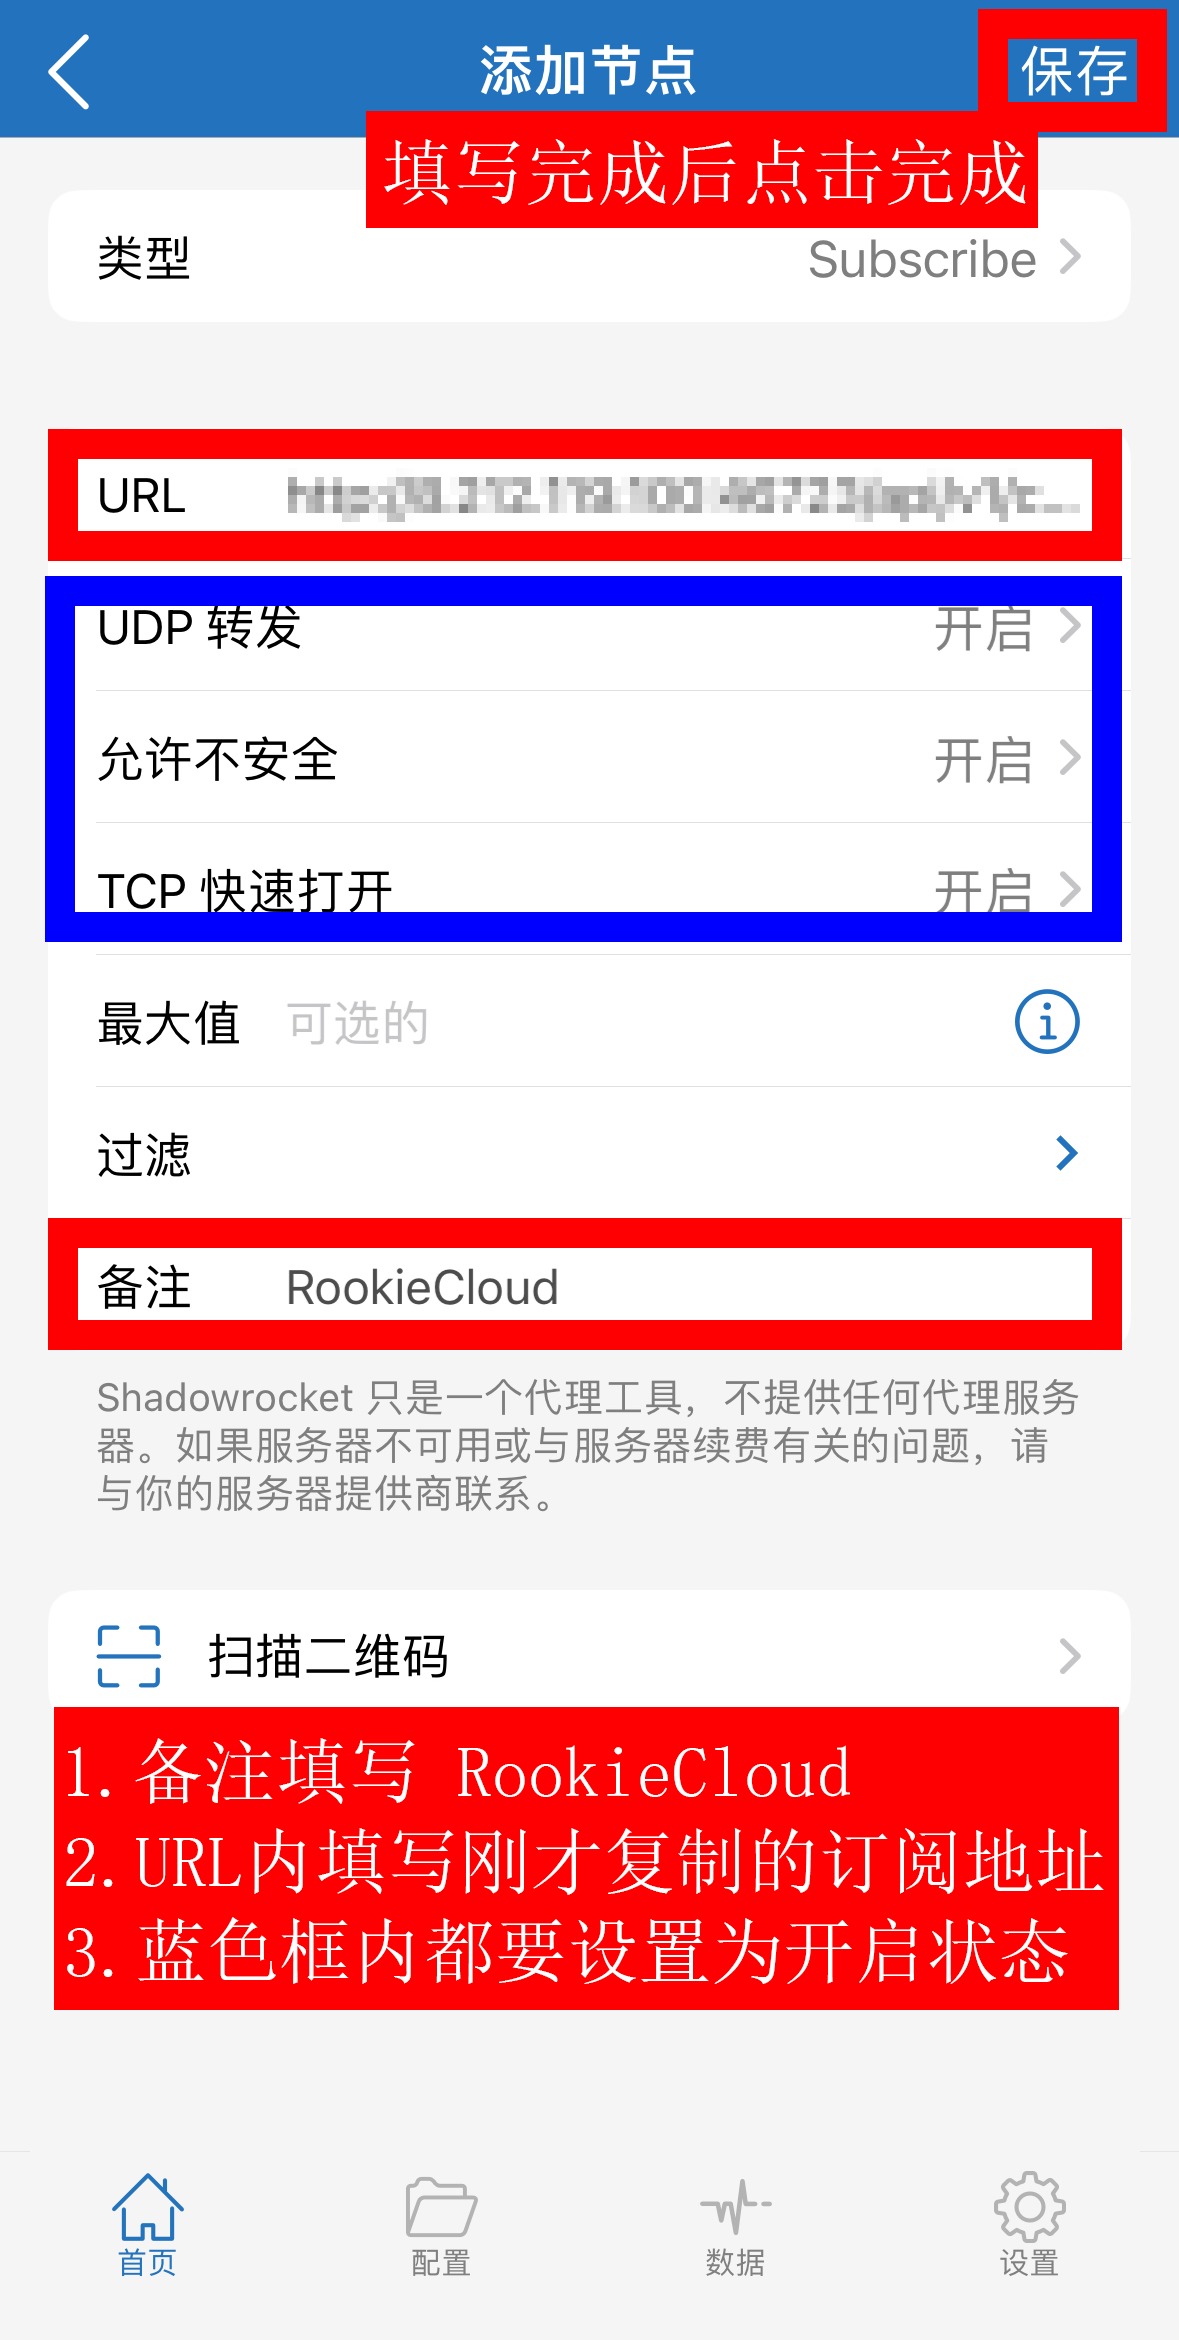 添加节点
保存
填写完成后点击完成
类型 Subscribe
URL
UDP 转发 开启
允许不安全 开启
TCP 快速打开 开启
最大值 可选的
过滤
备注 RookieCloud
Shadowrocket 只是一个代理工具，不提供任何代理服务
器。如果服务器不可用或与服务器续费有关的问题，请
与你的服务器提供商联系。
扫描二维码
1.备注填写 RookieCloud
2.URL内填写刚才复制的订阅地址
3.蓝色框内都要设置为开启状态
首页 配置 数据 设置